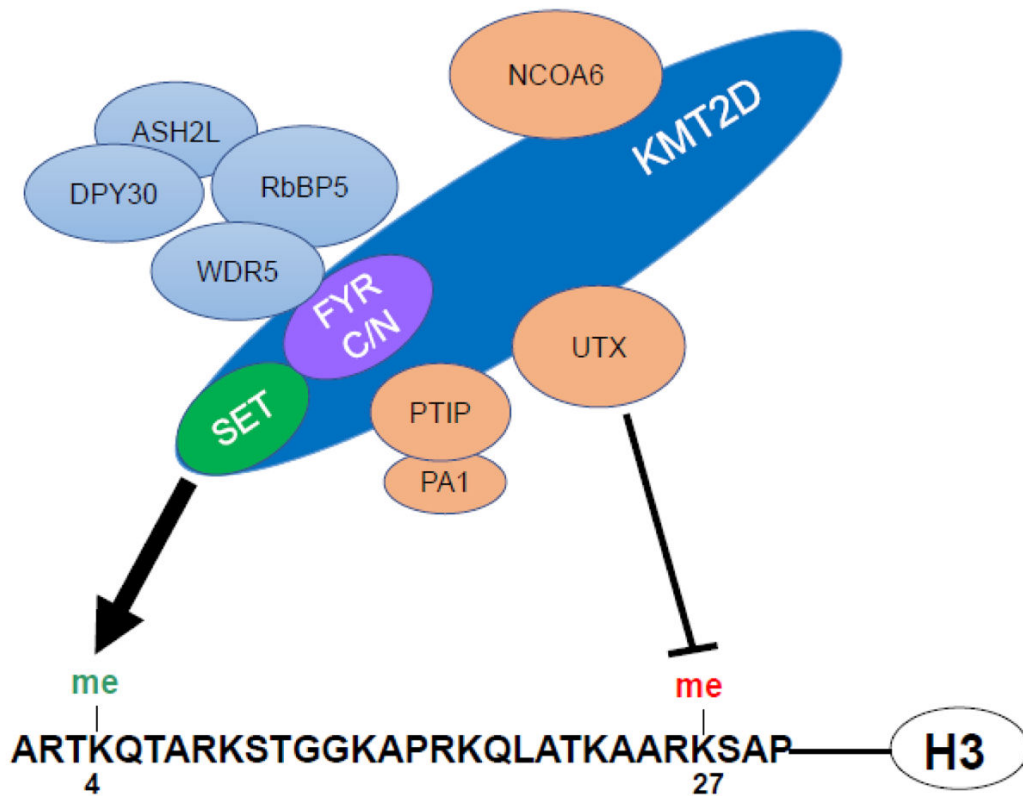 NCOA6
KMT2D
ASH2L
DPY30
RbBP5
WDR5
FYR
C/N
UTX
SET
PTIP
PA1
me
me
ARTKQTARKSTGGKAPRKQLATKAARKSAP
H3
4
27